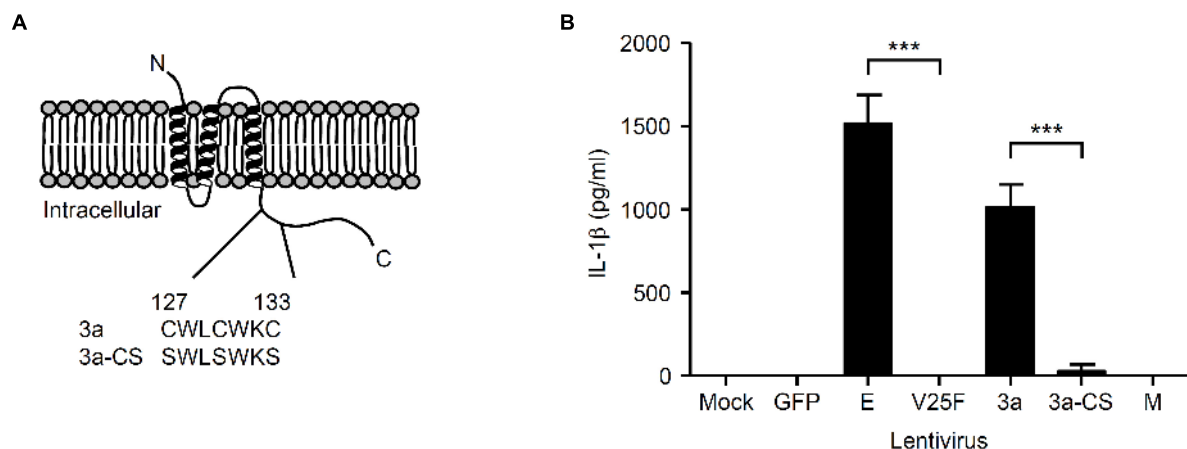 A
N
Intracellular
C
127 133
3a CWLCWKC
3a-CS SWLSWKS
B
2000
1500
1000
500
0
IL-1β (pg/ml)
***
***
Mock GFP E V25F 3a 3a-CS M
Lentivirus